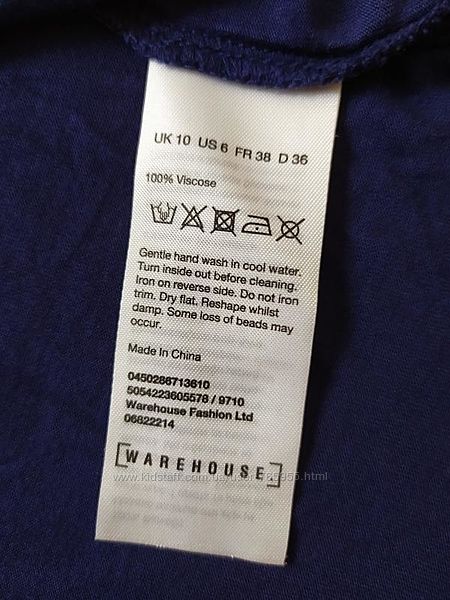 UK 10 US 6 FR 38 D 36
100% Viscose
Gentle hand wash in cool water.
Turn inside out before cleaning.
Iron on reverse side. Do not iron
trim. Dry flat. Reshape whilst
damp. Some loss of beads may
occur.
Made In China
0450286713610
5054223605578 / 9710
Warehouse Fashion Ltd
06822214
[WAREHOUSE]